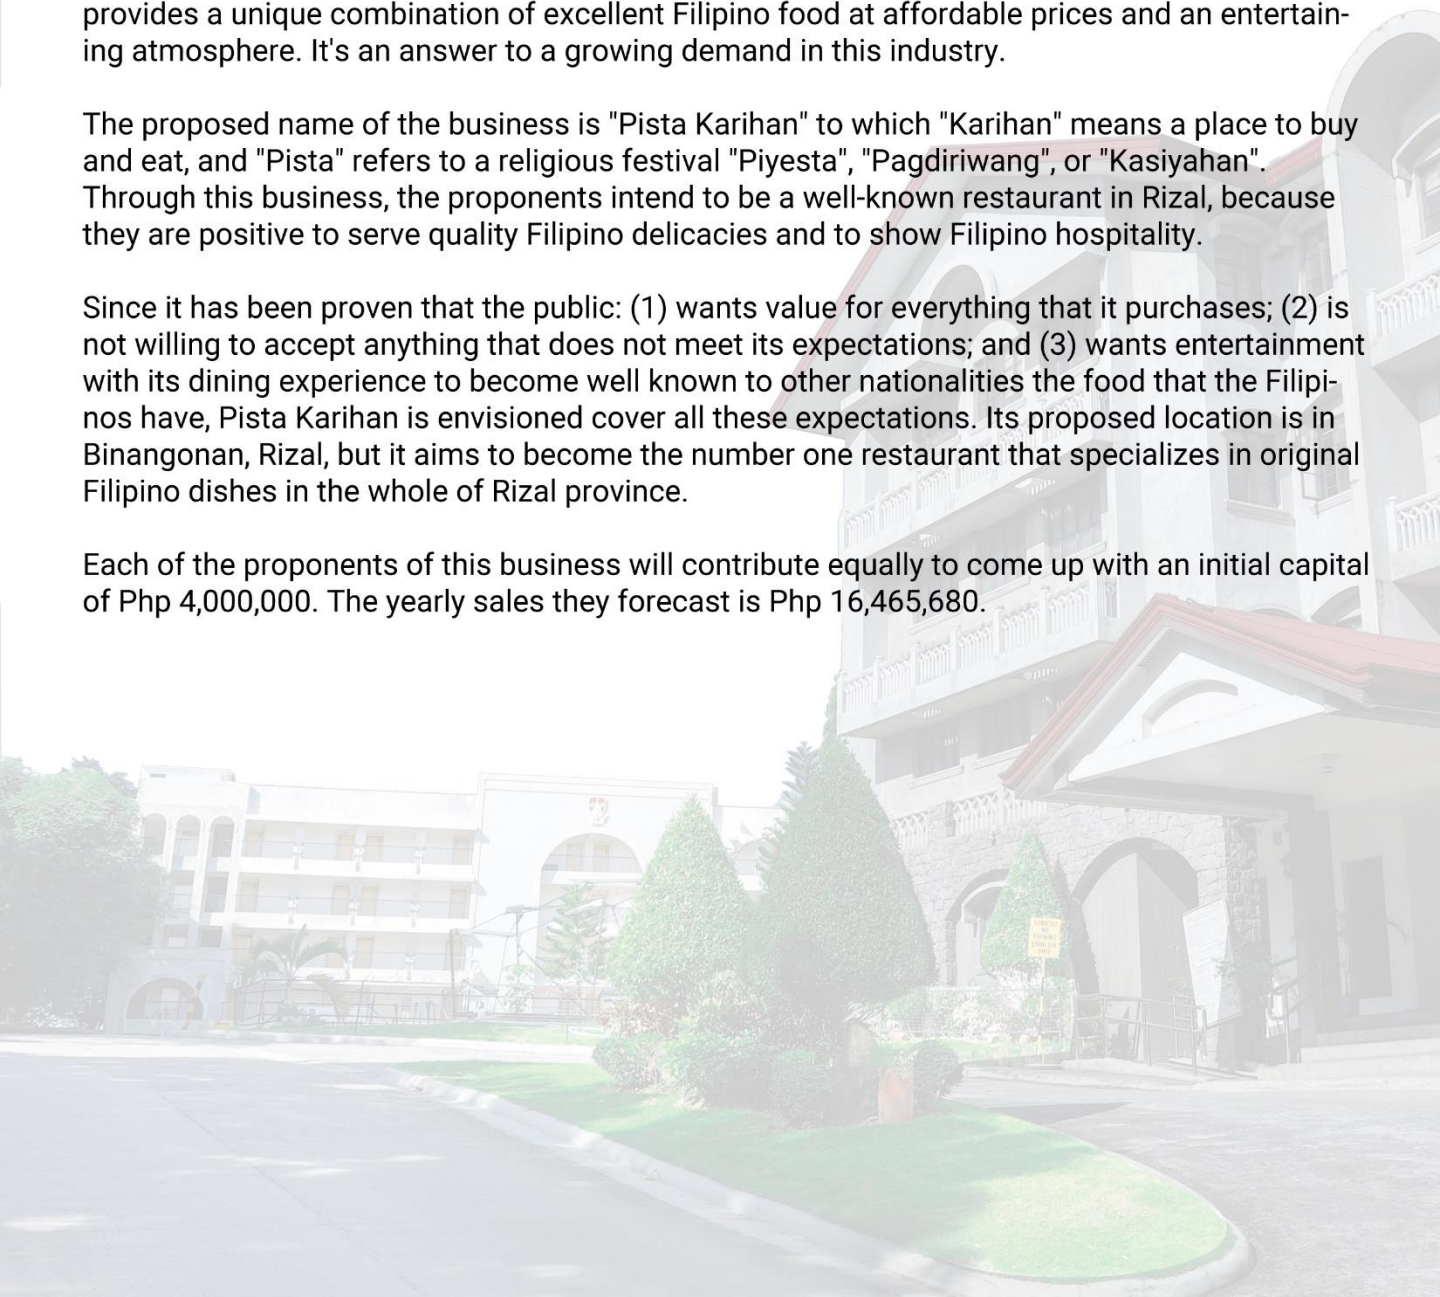 provides a unique combination of excellent Filipino food at affordable prices and an entertain-
ing atmosphere. It's an answer to a growing demand in this industry.
The proposed name of the business is "Pista Karihan" to which "Karihan" means a place to buy
and eat, and "Pista" refers to a religious festival "Piyesta", "Pagdiriwang", or "Kasiyahan".
Through this business, the proponents intend to be a well-known restaurant in Rizal, because
they are positive to serve quality Filipino delicacies and to show Filipino hospitality.
Since it has been proven that the public: (1) wants value for everything that it purchases; (2) is
not willing to accept anything that does not meet its expectations; and (3) wants entertainment
with its dining experience to become well known to other nationalities the food that the Filipi-
nos have, Pista Karihan is envisioned cover all these expectations. Its proposed location is in
Binangonan, Rizal, but it aims to become the number one restaurant that specializes in original
Filipino dishes in the whole of Rizal province.
Each of the proponents of this business will contribute equally to come up with an initial capital
of Php 4,000,000. The yearly sales they forecast is Php 16,465,680.